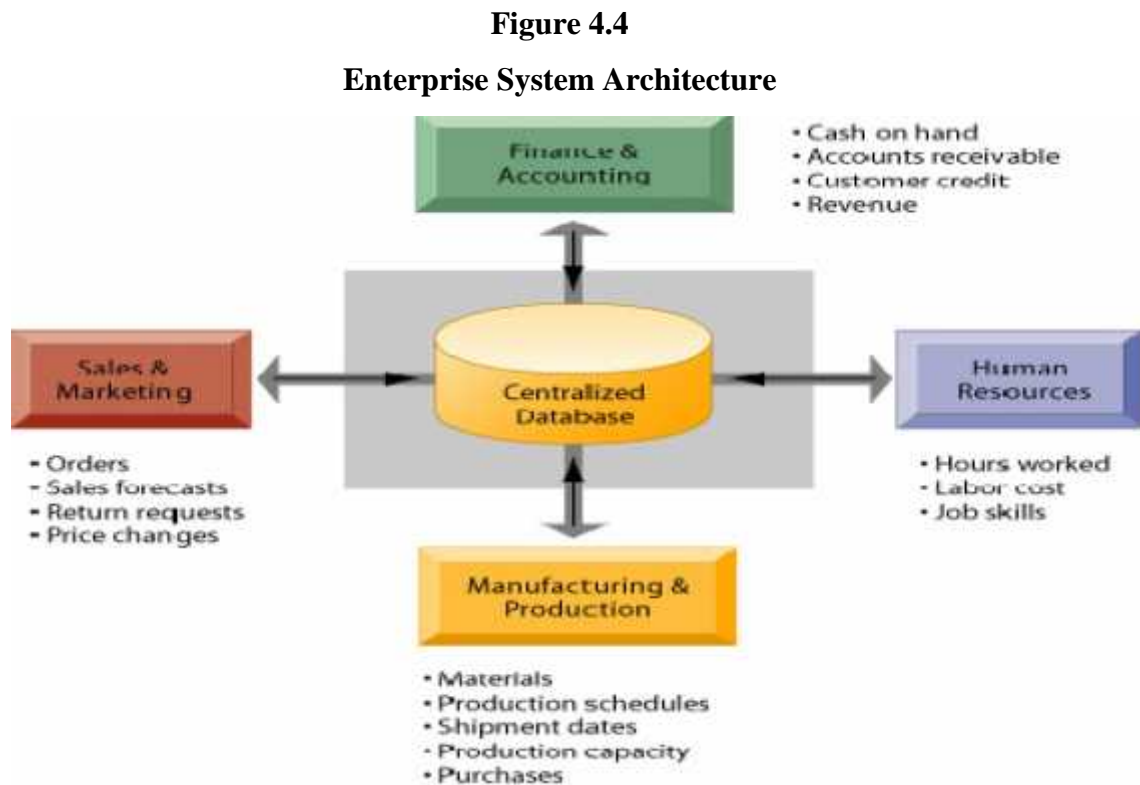 Figure 4.4
Enterprise System Architecture
Finance &
Accounting
• Cash on hand
• Accounts receivable
• Customer credit
• Revenue
Sales &
Marketing
Centralized
Database
Human
Resources
- Orders
- Sales forecasts
- Return requests
- Price changes
• Hours worked
• Labor cost
• Job skills
Manufacturing &
Production
• Materials
• Production schedules
• Shipment dates
• Production capacity
• Purchases